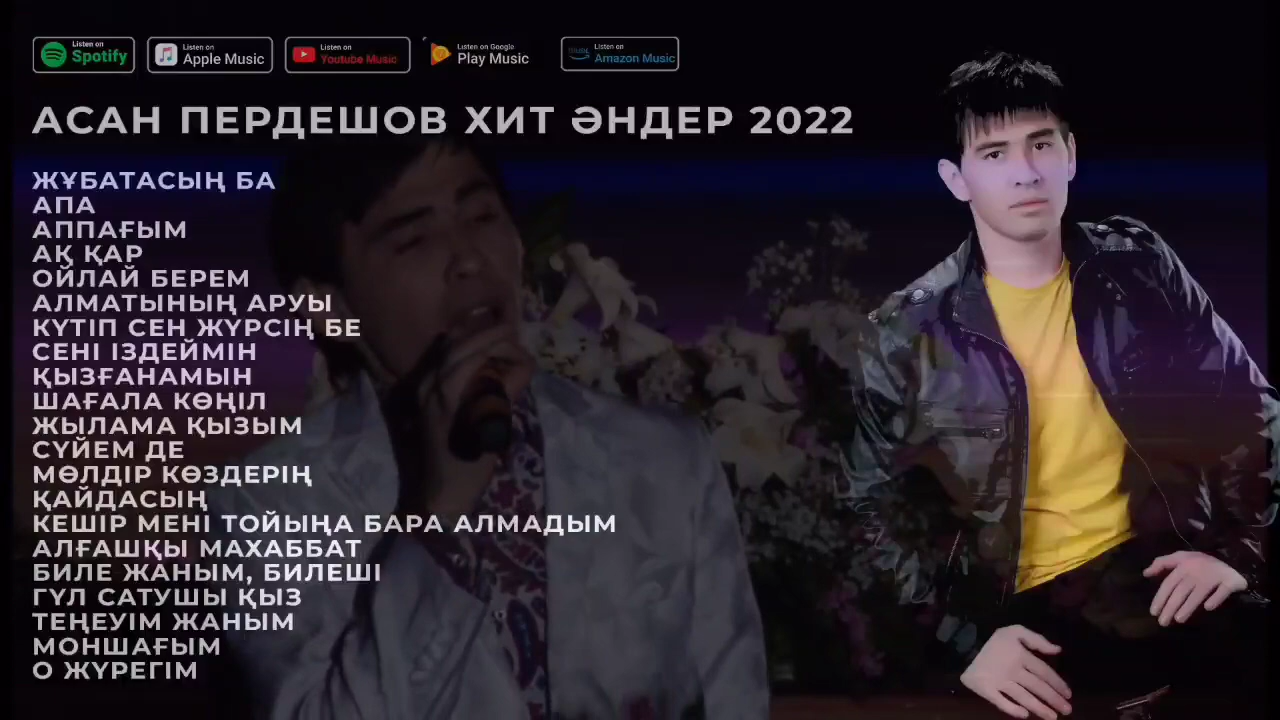 Listen on
Spotify
Listen on
Apple Music
Listen on
Youtube Music
Listen on Google
Play Music
Listen on
Amazon Music
АСАН ПЕРДЕШОВ ХИТ ӘНДЕР 2022
ЖҰБАТАСЫҢ БА
АПА
АППАҒЫМ
АҚ ҚАР
ОЙЛАЙ БЕРЕМ
АЛМАТЫНЫҢ АРУЫ
КҮТІП СЕН ЖҮРСІҢ БЕ
СЕНІ ІЗДЕЙМІН
ҚЫЗҒАНАМЫН
ШАҒАЛА КӨҢІЛ
ЖЫЛАМА ҚЫЗЫМ
СҮЙЕМ ДЕ
МӨЛДІР КӨЗДЕРІҢ
ҚАЙДАСЫҢ
КЕШІР МЕНІ ТОЙЫҢА БАРА АЛМАДЫМ
АЛҒАШҚЫ МАХАББАТ
БИЛЕ ЖАНЫМ, БИЛЕШІ
ГҮЛ САТУШЫ ҚЫЗ
ТЕҢЕУІМ ЖАНЫМ
МОНШАҒЫМ
О ЖҮРЕГІМ